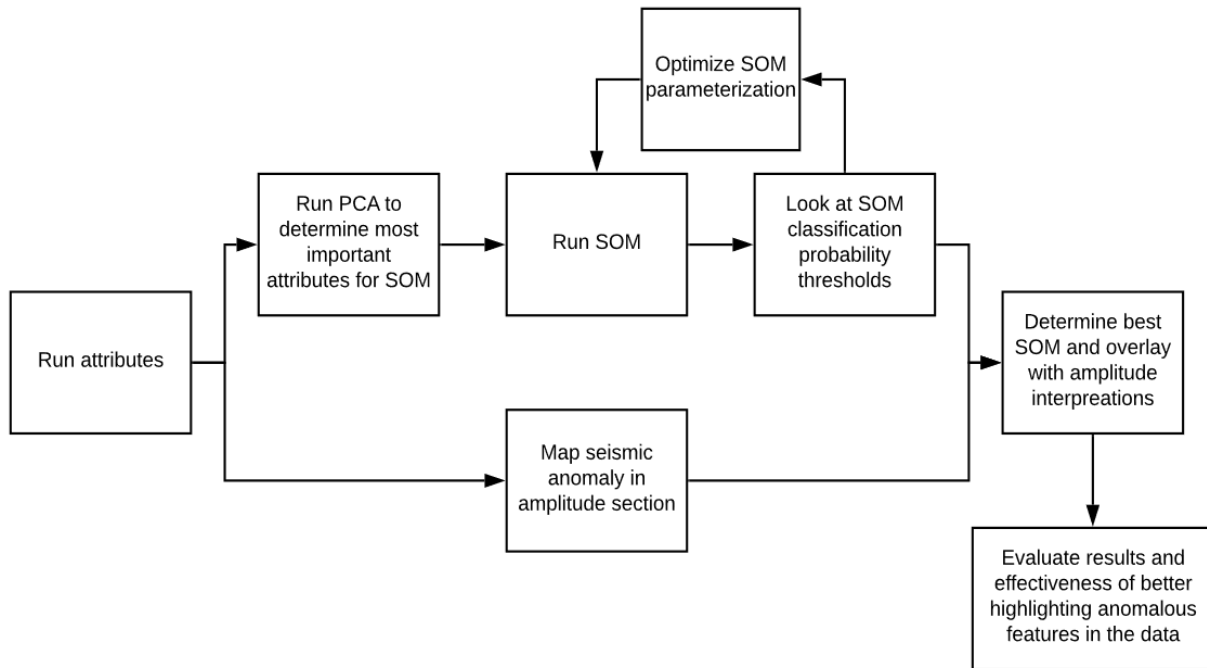 Optimize SOM
parameterization
Run PCA to
determine most
important
attributes for SOM
Run SOM
Look at SOM
classification
probability
thresholds
Run attributes
Determine best
SOM and overlay
with amplitude
interpreations
Map seismic
anomaly in
amplitude section
Evaluate results and
effectiveness of better
highlighting anomalous
features in the data